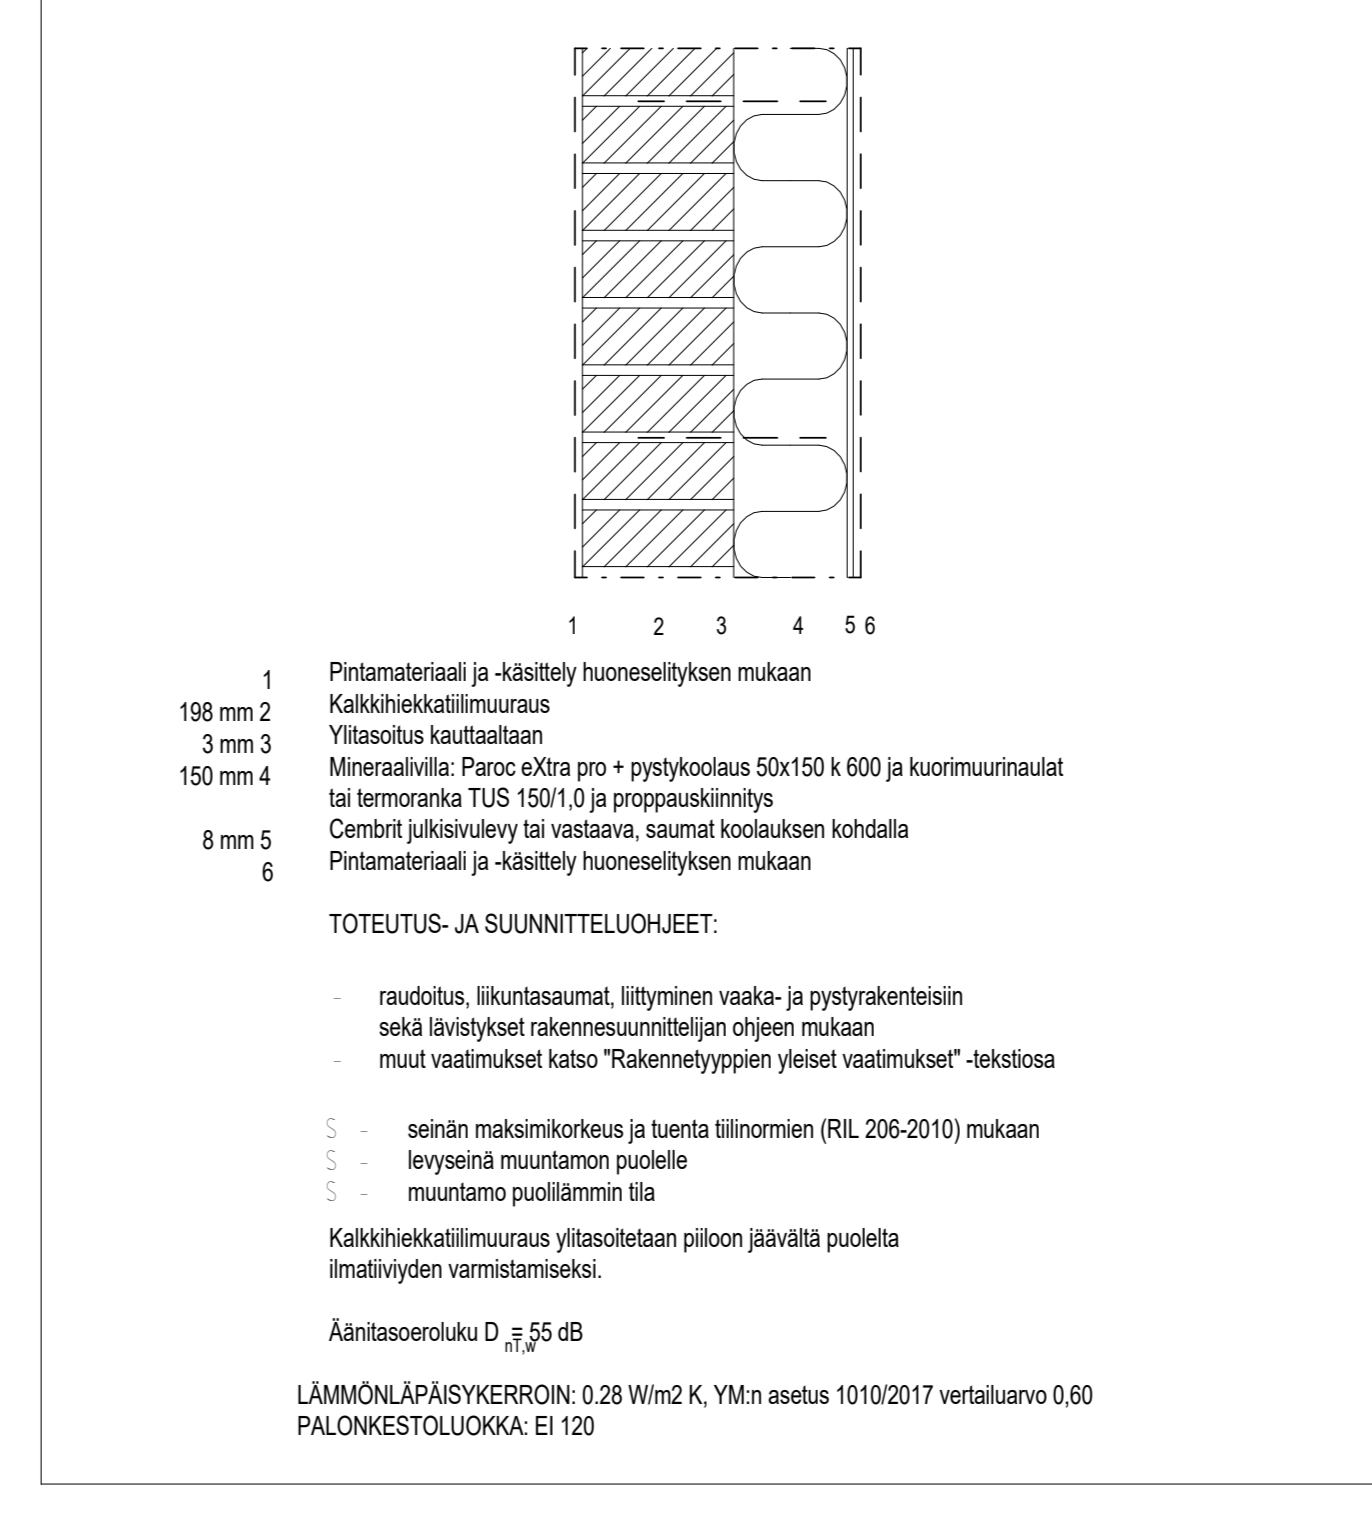 1 2 3 4 5 6
1 Pintamateriaali ja -käsittely huoneselityksen mukaan
198 mm 2 Kalkkihiekkatiilimuuraus
3 mm 3 Ylitasoitus kauttaaltaan
150 mm 4 Mineraalivilla: Paroc eXtra pro + pystykoolaus 50x150 k 600 ja kuorimuurinaulat
tai termoranka TUS 150/1,0 ja proppauskiinnitys
8 mm 5 Cembrit julkisivulevy tai vastaava, saumat koolauksen kohdalla
6 Pintamateriaali ja -käsittely huoneselityksen mukaan
TOTEUTUS- JA SUUNNITTELUOHJEET:
- raudoitus, liikuntasaumat, liittyminen vaaka- ja pystyrakenteisiin
sekä lävistykset rakennesuunnittelijan ohjeen mukaan
- muut vaatimukset katso "Rakennetyyppien yleiset vaatimukset" -tekstiosa
S - seinän maksimikorkeus ja tuenta tiilinormien (RIL 206-2010) mukaan
S - levyseinä muuntamon puolelle
S - muuntamo puolilämmin tila
Kalkkihiekkatiilimuuraus ylitasoitetaan piiloon jäävältä puolelta
ilmatiiviyden varmistamiseksi.
Äänitasoeroluku D nT,w = 55 dB
LÄMMÖNLÄPÄISYKERROIN: 0.28 W/m2 K, YM:n asetus 1010/2017 vertailuarvo 0,60
PALONKESTOLUOKKA: EI 120